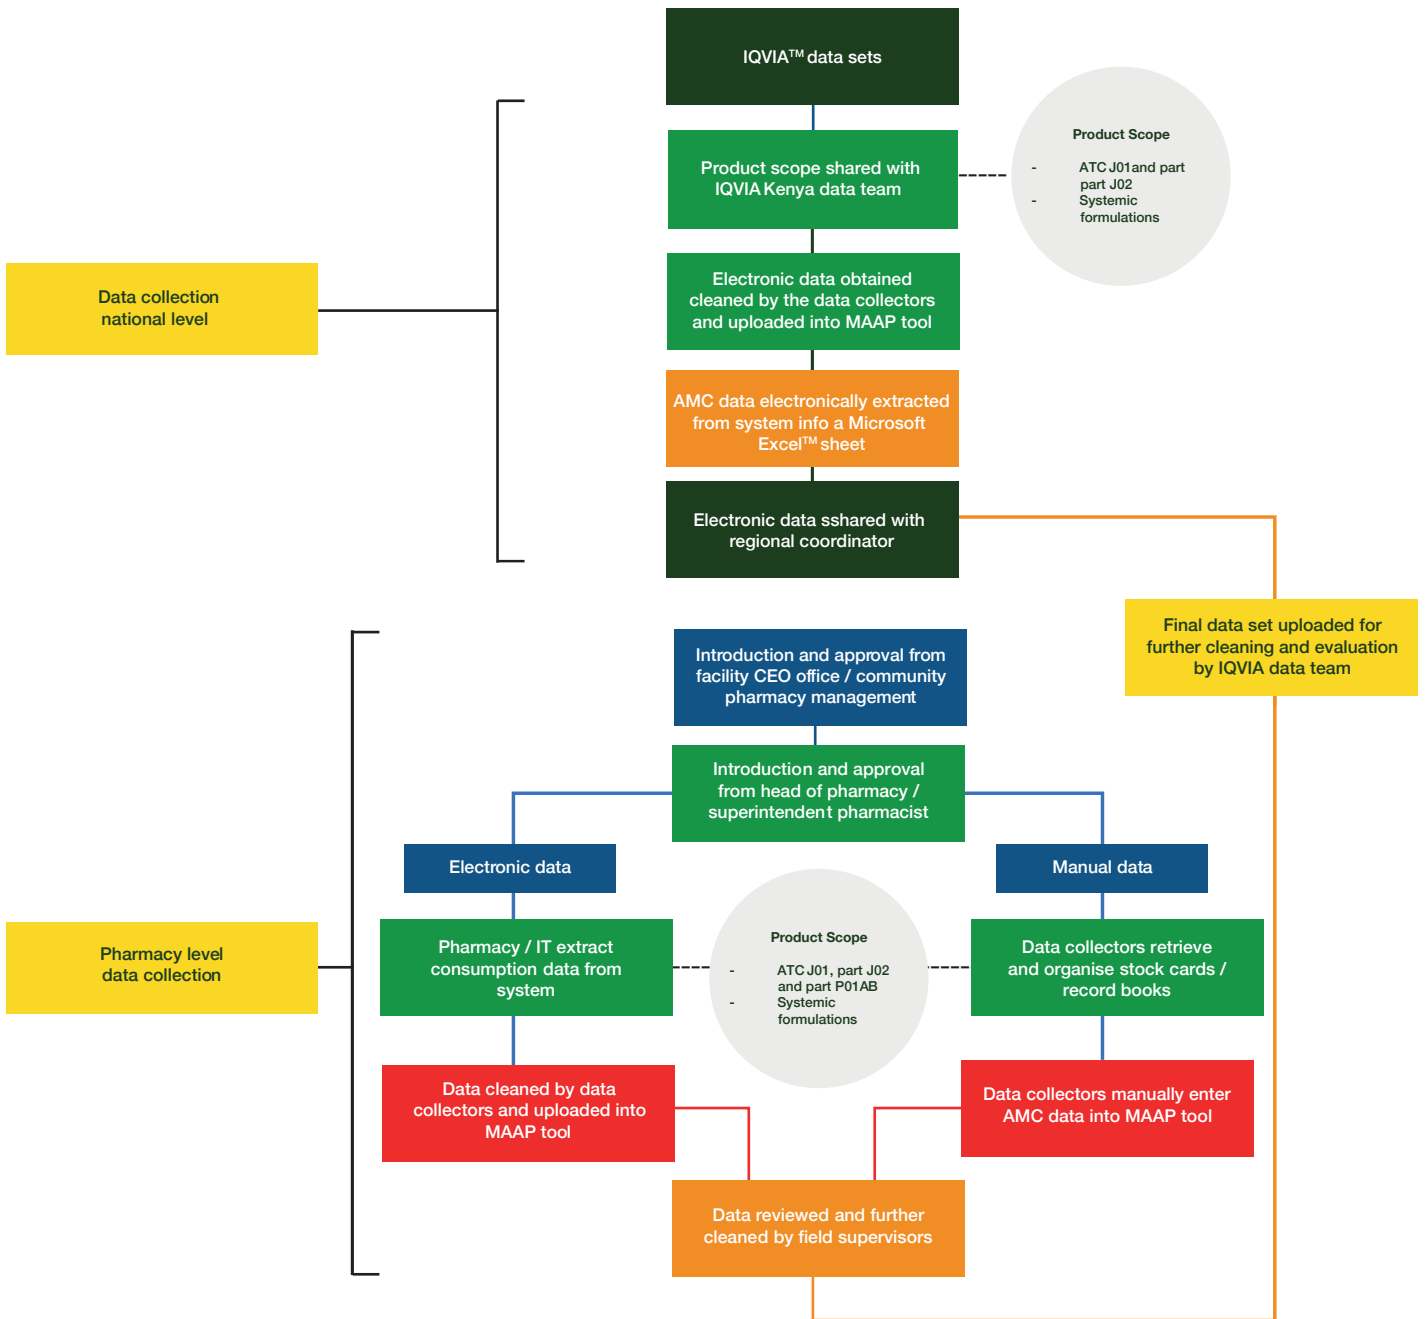 IQVIA™ data sets
Product scope shared with
IQVIA Kenya data team
Product Scope
- ATC J01and part
part J02
- Systemic
formulations
Electronic data obtained
cleaned by the data collectors
and uploaded into MAAP tool
Data collection
national level
AMC data electronically extracted
from system info a Microsoft
Excel™ sheet
Electronic data sshared with
regional coordinator
Final data set uploaded for
further cleaning and evaluation
by IQVIA data team
Introduction and approval from
facility CEO office / community
pharmacy management
Introduction and approval
from head of pharmacy /
superintendent pharmacist
Electronic data
Manual data
Pharmacy level
data collection
Pharmacy / IT extract
consumption data from
system
Product Scope
- ATC J01, part J02
and part P01AB
- Systemic
formulations
Data collectors retrieve
and organise stock cards /
record books
Data cleaned by data
collectors and uploaded into
MAAP tool
Data collectors manually enter
AMC data into MAAP tool
Data reviewed and further
cleaned by field supervisors